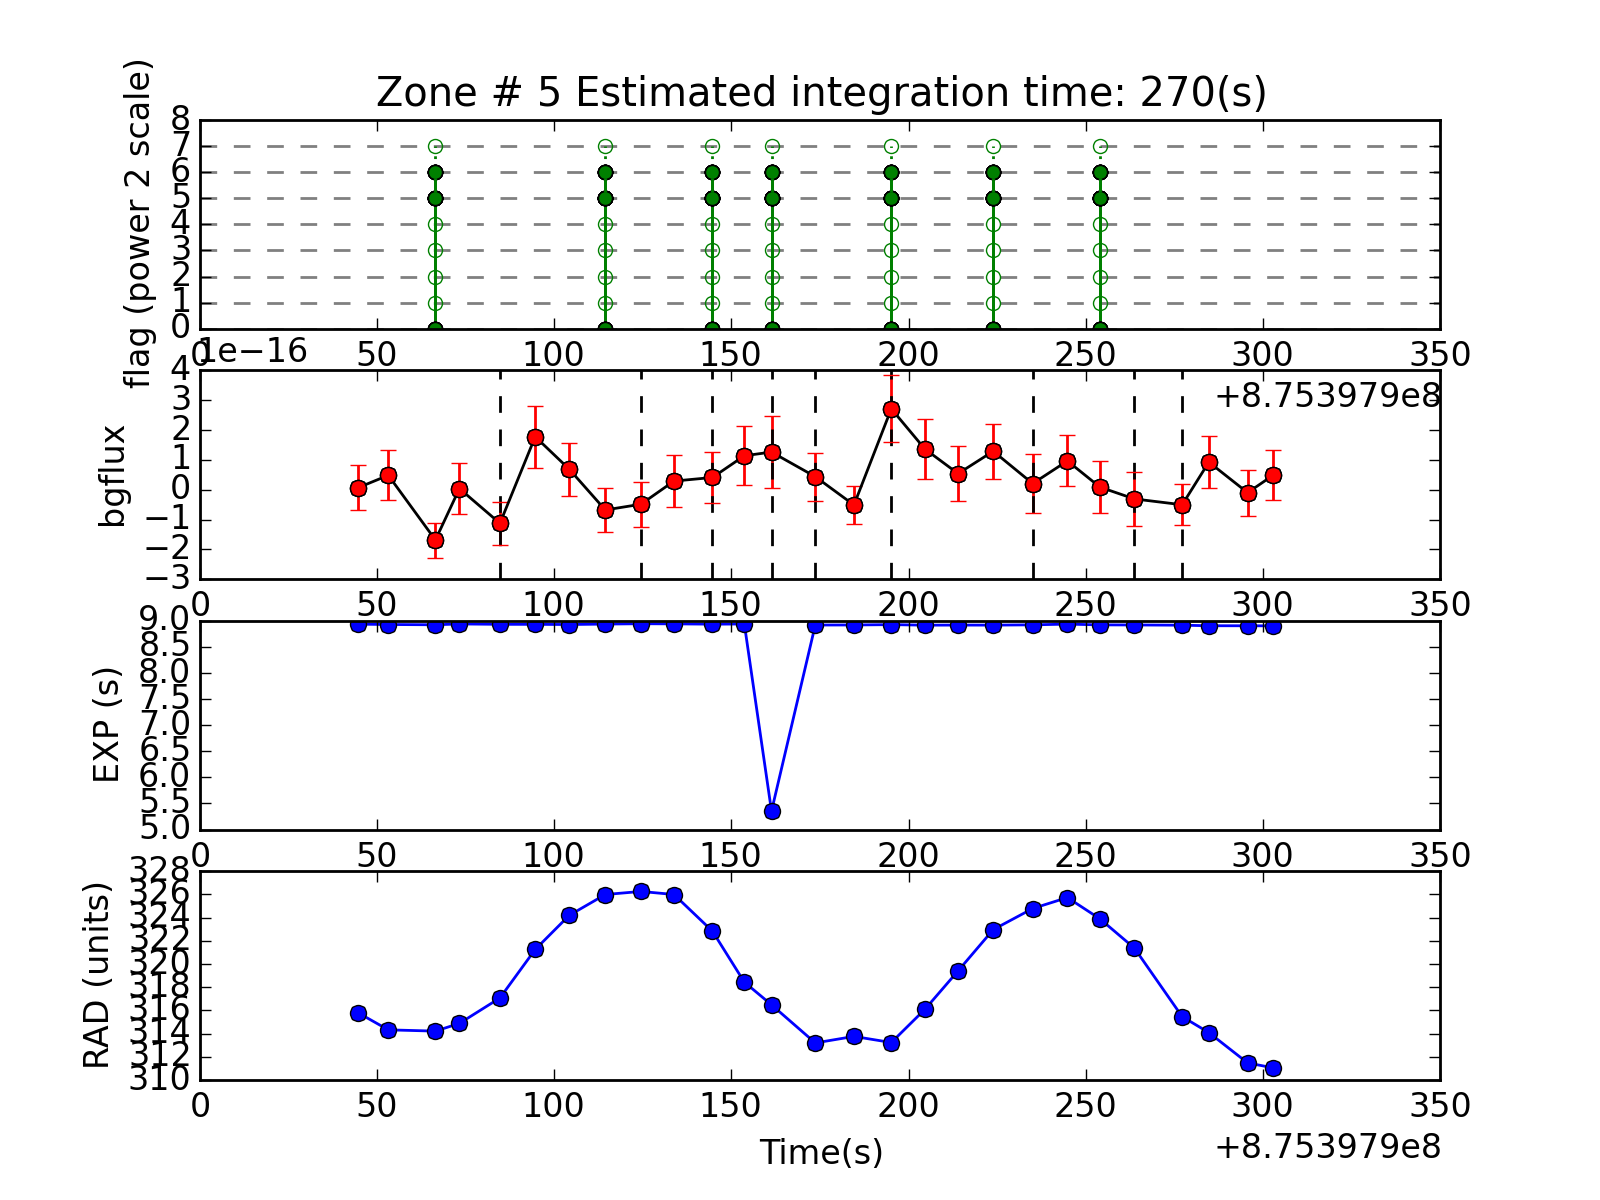 Zone # 5 Estimated integration time: 270(s)
flag (power 2 scale)
8
7
6
5
4
3
2
1
0
0 50 100 150 200 250 300 350
1e−16
+8.753979e8
bgflux
4
3
2
1
0
−1
−2
−3
0 50 100 150 200 250 300 350
EXP (s)
9.0
8.5
8.0
7.5
7.0
6.5
6.0
5.5
5.0
0 50 100 150 200 250 300 350
RAD (units)
328
326
324
322
320
318
316
314
312
310
0 50 100 150 200 250 300 350
Time(s)
+8.753979e8